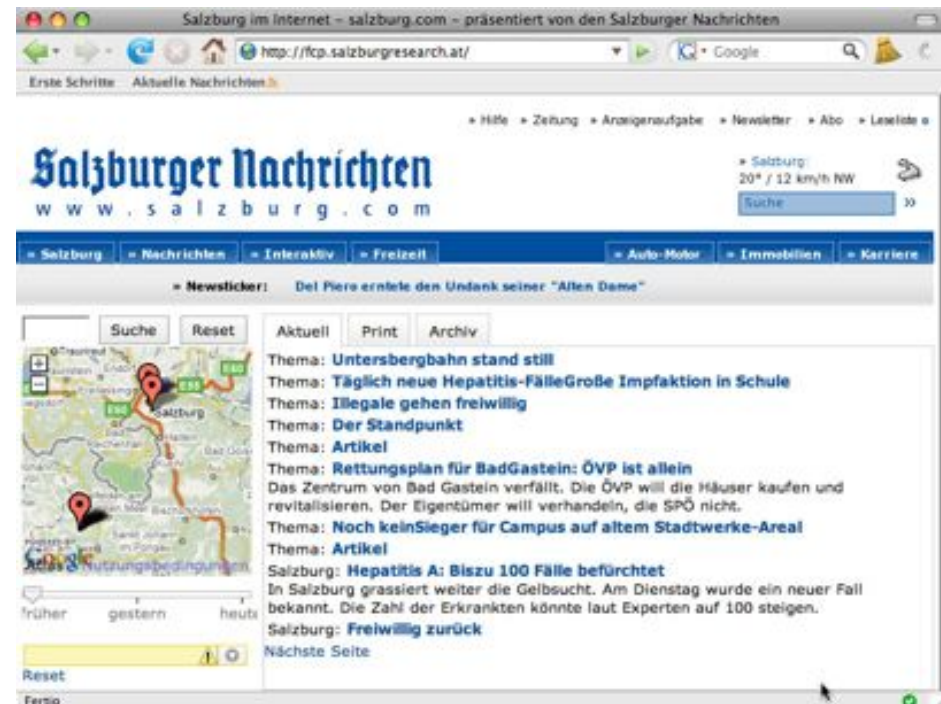 Salzburg im Internet – salzburg.com – präsentiert von den Salzburger Nachrichten
http://fcp.salzburgresearch.at/
Google
Erste Schritte Aktuelle Nachrichten
» Hilfe » Zeitung » Anzeigenaufgabe » Newsletter » Abo » Leseliste
Salzburger Nachrichten
www.salzburg.com
» Salzburg:
20° / 12 km/h NW
Suche »
» Salzburg » Nachrichten » Interaktiv » Freizeit » Auto-Motor » Immobilien » Karriere
» Newsticker: Del Piero erntete den Undank seiner "Alten Dame"
Suche Reset
Aktuell Print Archiv
Thema: Untersbergbahn stand still
Thema: Täglich neue Hepatitis-FälleGroße Impfaktion in Schule
Thema: Illegale gehen freiwillig
Thema: Der Standpunkt
Thema: Artikel
Thema: Rettungsplan für BadGastein: ÖVP ist allein
Das Zentrum von Bad Gastein verfällt. Die ÖVP will die Häuser kaufen und
revitalisieren. Der Eigentümer will verhandeln, die SPÖ nicht.
Thema: Noch keinSieger für Campus auf altem Stadtwerke-Areal
Thema: Artikel
Salzburg: Hepatitis A: Biszu 100 Fälle befürchtet
In Salzburg grassiert weiter die Gelbsucht. Am Dienstag wurde ein neuer Fall
bekannt. Die Zahl der Erkrankten könnte laut Experten auf 100 steigen.
Salzburg: Freiwillig zurück
Nächste Seite
E60
E55
E60
Salzburg
Nutzungsbedingungen
früher gestern heute
Reset
Fertig